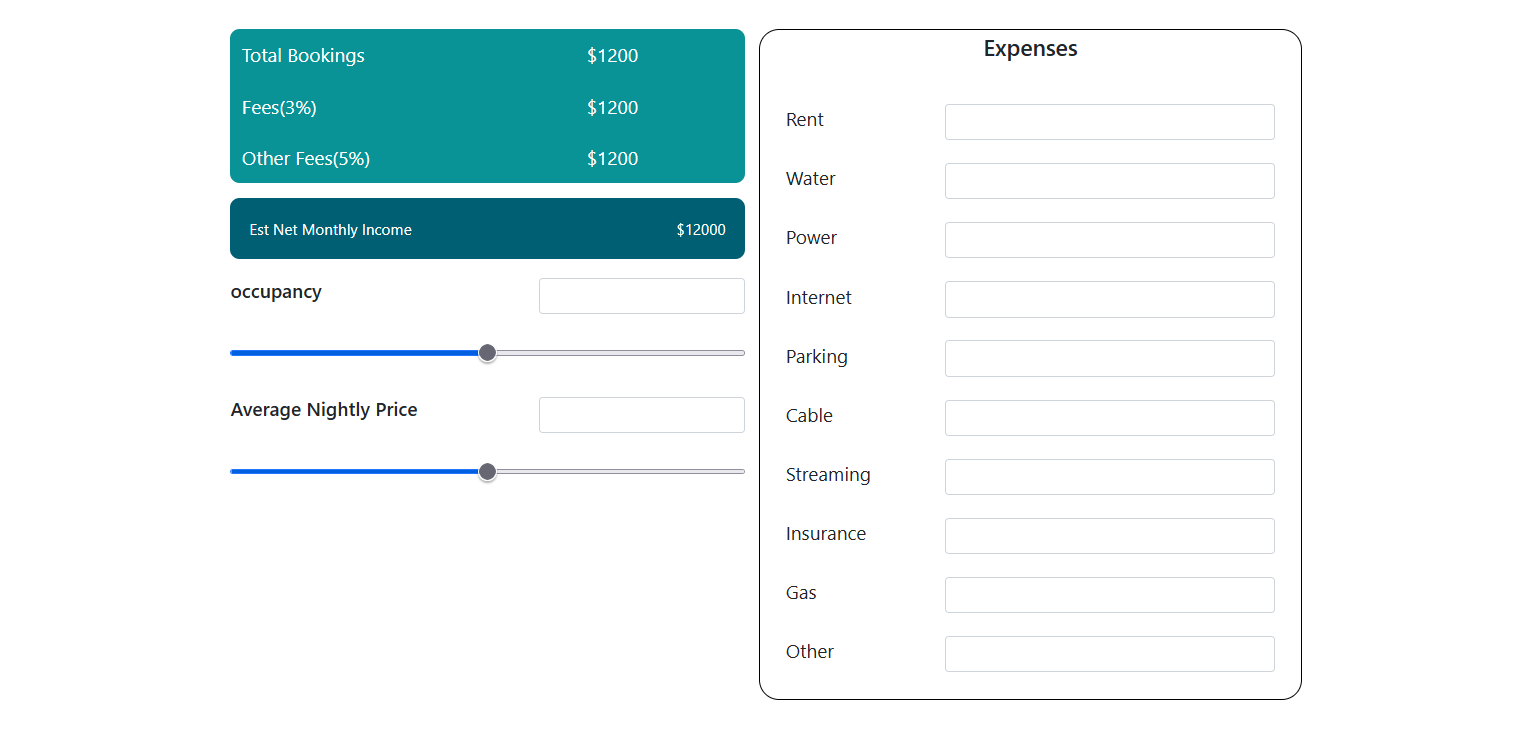 Total Bookings $1200
Fees(3%) $1200
Other Fees(5%) $1200
Est Net Monthly Income $12000
occupancy
Average Nightly Price
Expenses
Rent
Water
Power
Internet
Parking
Cable
Streaming
Insurance
Gas
Other